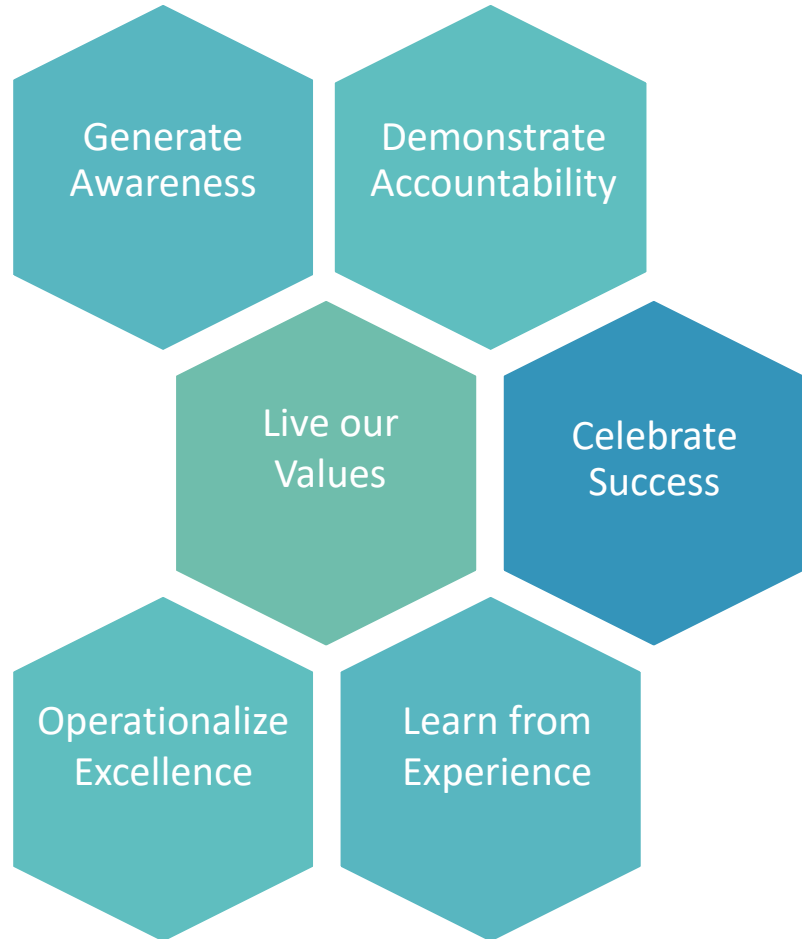 Generate
Awareness
Demonstrate
Accountability
Live our
Values
Celebrate
Success
Operationalize
Excellence
Learn from
Experience